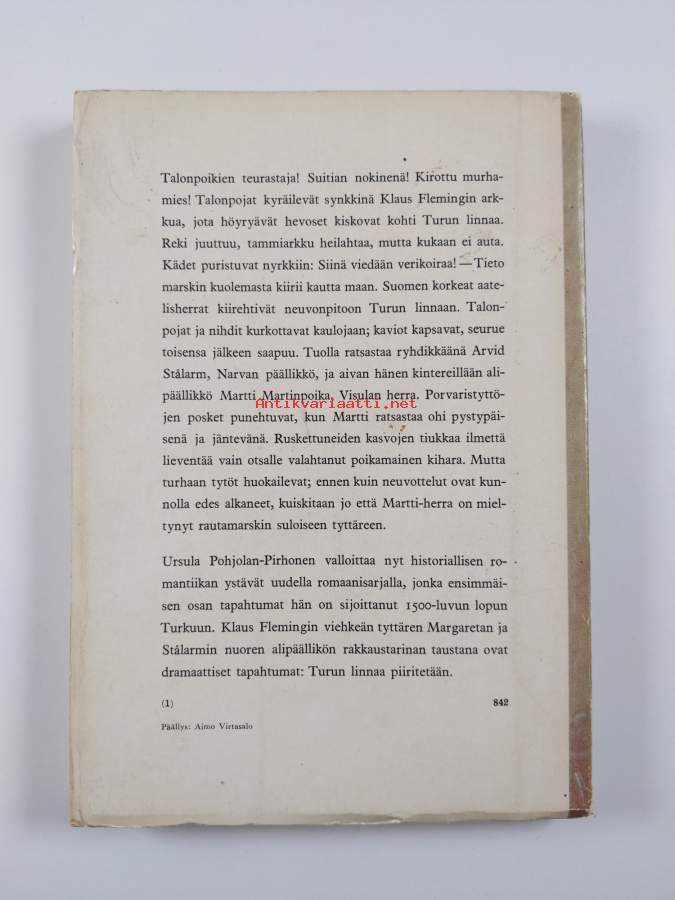 Talonpoikien teurastaja! Suitian nokinenä! Kirottu murha-
mies! Talonpojat kyräilevät synkkinä Klaus Flemingin ark-
kua, jota höyryävät hevoset kiskovat kohti Turun linnaa.
Reki juuttuu, tammiarkku heilahtaa, mutta kukaan ei auta.
Kädet puristuvat nyrkkiin: Siinä viedään verikoiraa! — Tieto
marskin kuolemasta kiirii kautta maan. Suomen korkeat aate-
lisherrat kiirehtivät neuvonpitoon Turun linnaan. Talon-
pojat ja nihdit kurkottavat kaulojaan; kaviot kapsavat, seurue
toisensa jälkeen saapuu. Tuolla ratsastaa ryhdikkäänä Arvid
Stålarm, Narvan päällikkö, ja aivan hänen kintereillään ali-
päällikkö Martti Martinpoika, Visulan herra. Porvaristyttö-
Antikvariaatti.net
jen posket punehtuvat, kun Martti ratsastaa ohi pystypäi-
senä ja jäntevänä. Ruskettuneiden kasvojen tiukkaa ilmettä
lieventää vain otsalle valahtanut poikamainen kihara. Mutta
turhaan tytöt huokailevat; ennen kuin neuvottelut ovat kun-
nolla edes alkaneet, kuiskitaan jo että Martti-herra on miel-
tynyt rautamarskin suloiseen tyttäreen.
Ursula Pohjolan-Pirhonen valloittaa nyt historiallisen ro-
mantiikan ystävät uudella romaanisarjalla, jonka ensimmäi-
sen osan tapahtumat hän on sijoittanut 1500-luvun lopun
Turkuun. Klaus Flemingin viehkeän tyttären Margaretan ja
Stålarmin nuoren alipäällikön rakkaustarinan taustana ovat
dramaattiset tapahtumat: Turun linnaa piiritetään.
(1) 842
Päällys: Aimo Virtasalo